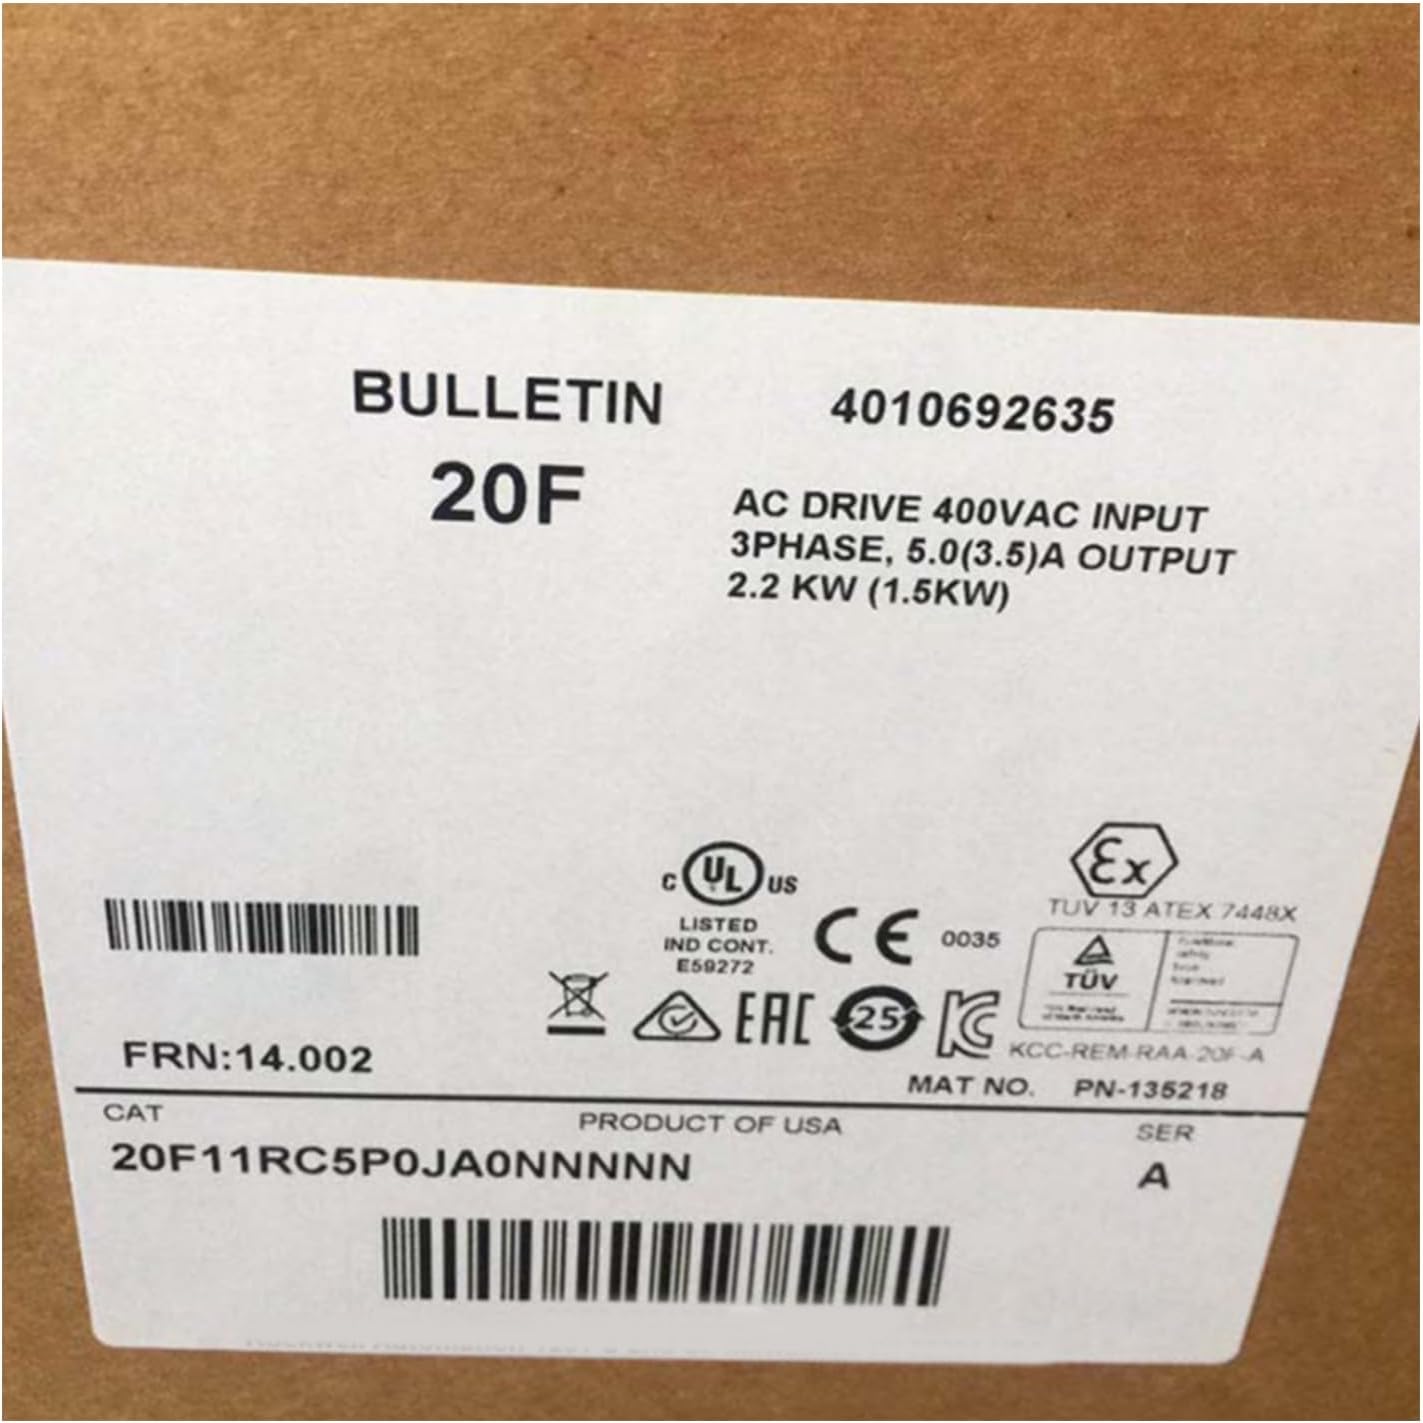 BULLETIN
20F
4010692635
AC DRIVE 400VAC INPUT
3PHASE, 5.0(3.5)A OUTPUT
2.2 KW (1.5KW)
C UL US
LISTED
IND CONT.
E59272
CE 0035
Ex
TUV 13 ATEX 7448X
TÜV
EAC
25
KC
KCC-REM-RAA-20F-A
FRN:14.002
MAT NO. PN-135218
CAT
PRODUCT OF USA
SER
20F11RC5P0JA0NNNNN
A